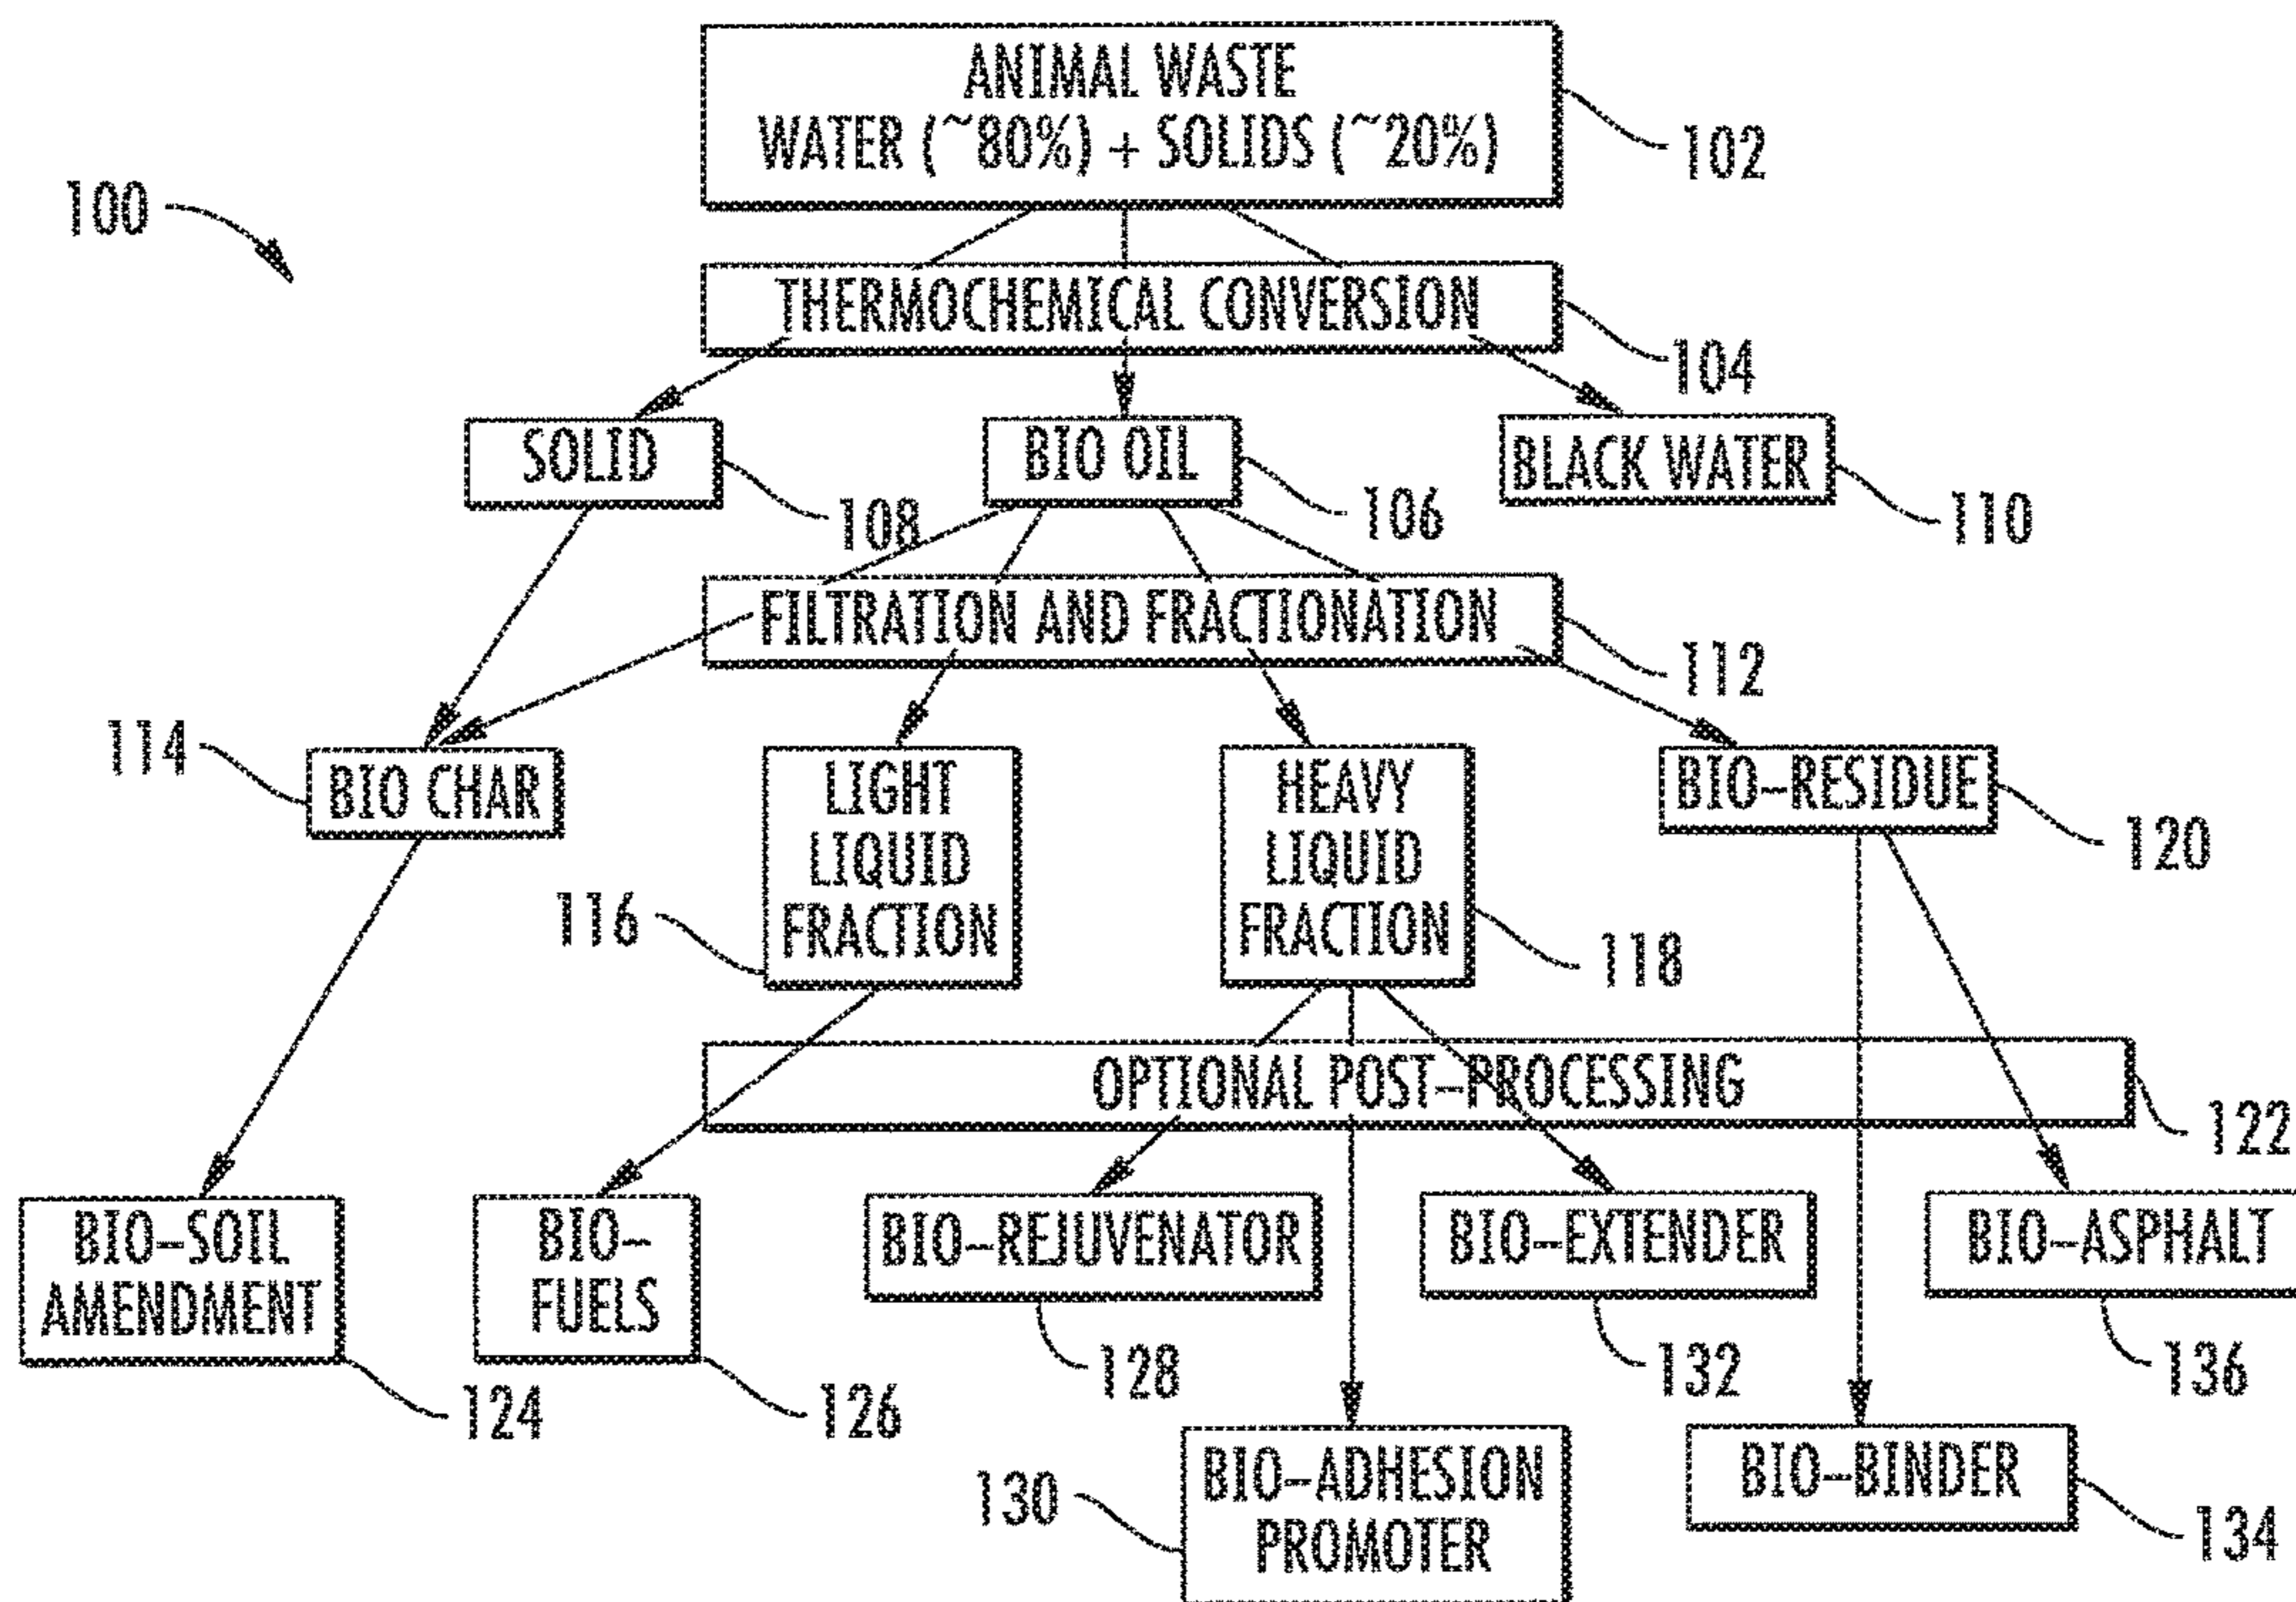 ANIMAL WASTE
WATER (~80%) + SOLIDS (~20%)
102
100
THERMOCHEMICAL CONVERSION
104
SOLID
108
BIO OIL
106
BLACK WATER
110
FILTRATION AND FRACTIONATION
112
114
BIO CHAR
LIGHT
LIQUID
FRACTION
116
HEAVY
LIQUID
FRACTION
118
BIO-RESIDUE
120
OPTIONAL POST-PROCESSING
122
BIO-SOIL
AMENDMENT
124
BIO-
FUELS
126
BIO-REJUVENATOR
128
BIO-EXTENDER
132
BIO-ASPHALT
136
130
BIO-ADHESION
PROMOTER
BIO-BINDER
134